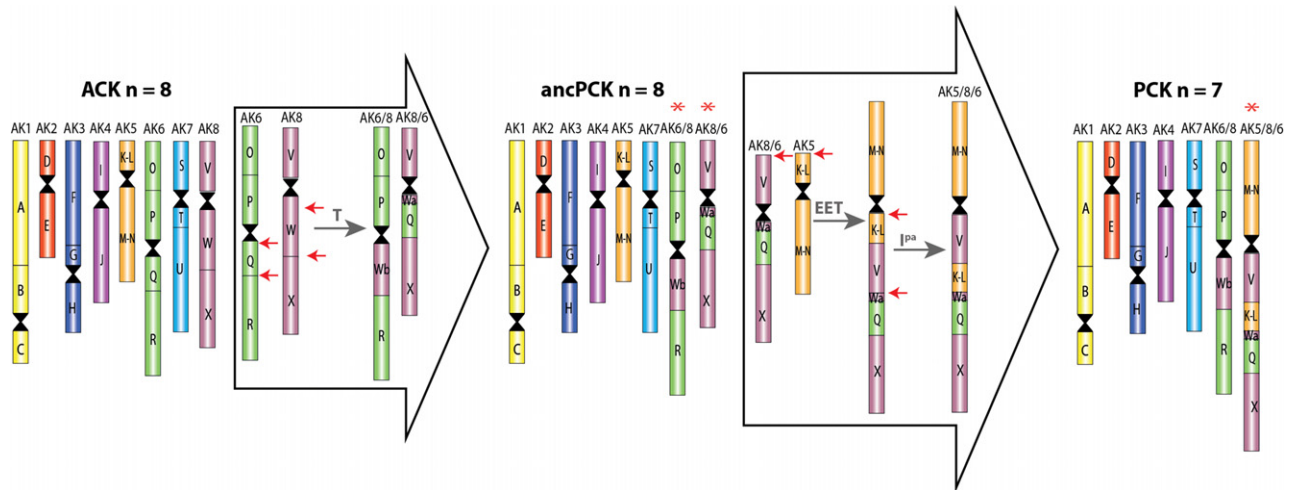 ACK n = 8
AK1 AK2 AK3 AK4 AK5 AK6 AK7 AK8
A
B
C
D
E
F
G
H
I
J
K-L
M-N
O
P
Q
R
S
T
U
V
W
X
AK6 AK8
O
P
Q
R
V
W
X
T
AK6/8 AK8/6
O
P
Wb
R
V
Wa
Q
X
ancPCK n = 8
AK1 AK2 AK3 AK4 AK5 AK7 AK6/8 AK8/6
A
B
C
D
E
F
G
H
I
J
K-L
M-N
S
T
U
O
P
Wb
R
V
Wa
Q
X
AK8/6 AK5
V
Wa
Q
X
K-L
M-N
EET
M-N
K-L
V
Wa
Q
X
Ipa
AK5/8/6
M-N
V
K-L
Wa
Q
X
PCK n = 7
AK1 AK2 AK3 AK4 AK7 AK6/8 AK5/8/6
A
B
C
D
E
F
G
H
I
J
S
T
U
O
P
Wb
R
M-N
V
K-L
Wa
Q
X